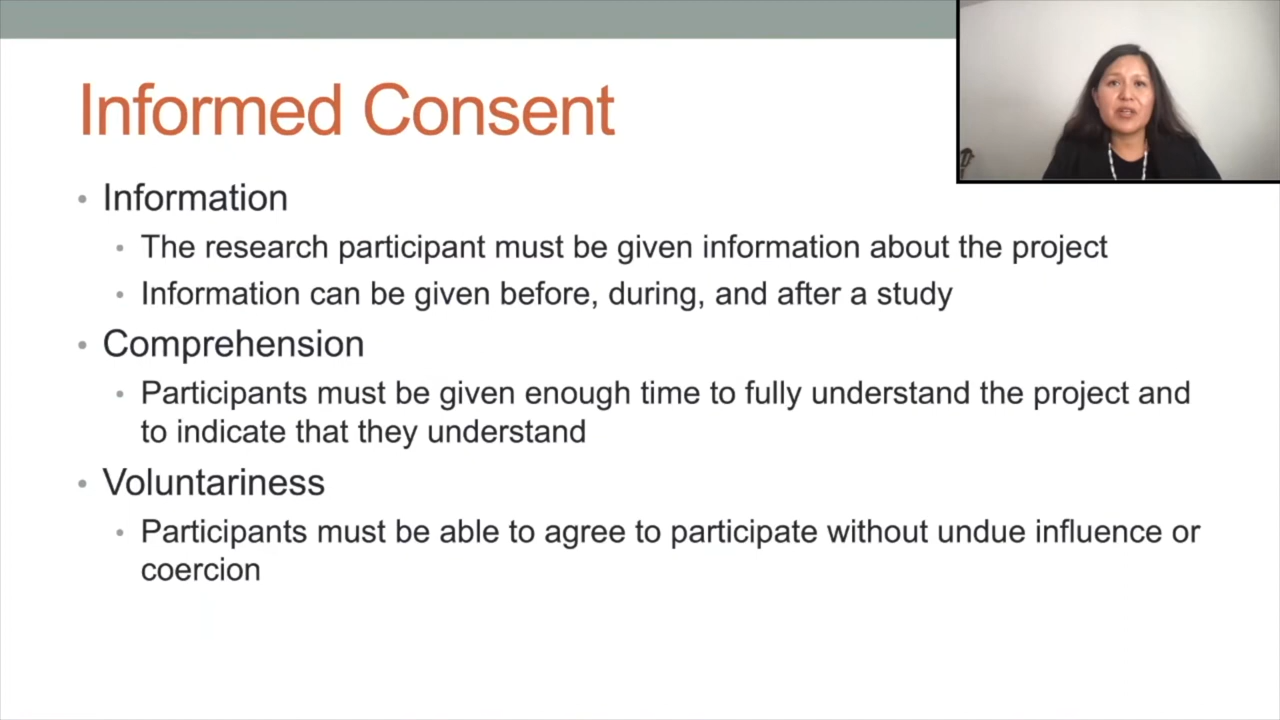 Informed Consent
• Information
• The research participant must be given information about the project
• Information can be given before, during, and after a study
• Comprehension
• Participants must be given enough time to fully understand the project and
to indicate that they understand
• Voluntariness
• Participants must be able to agree to participate without undue influence or
coercion